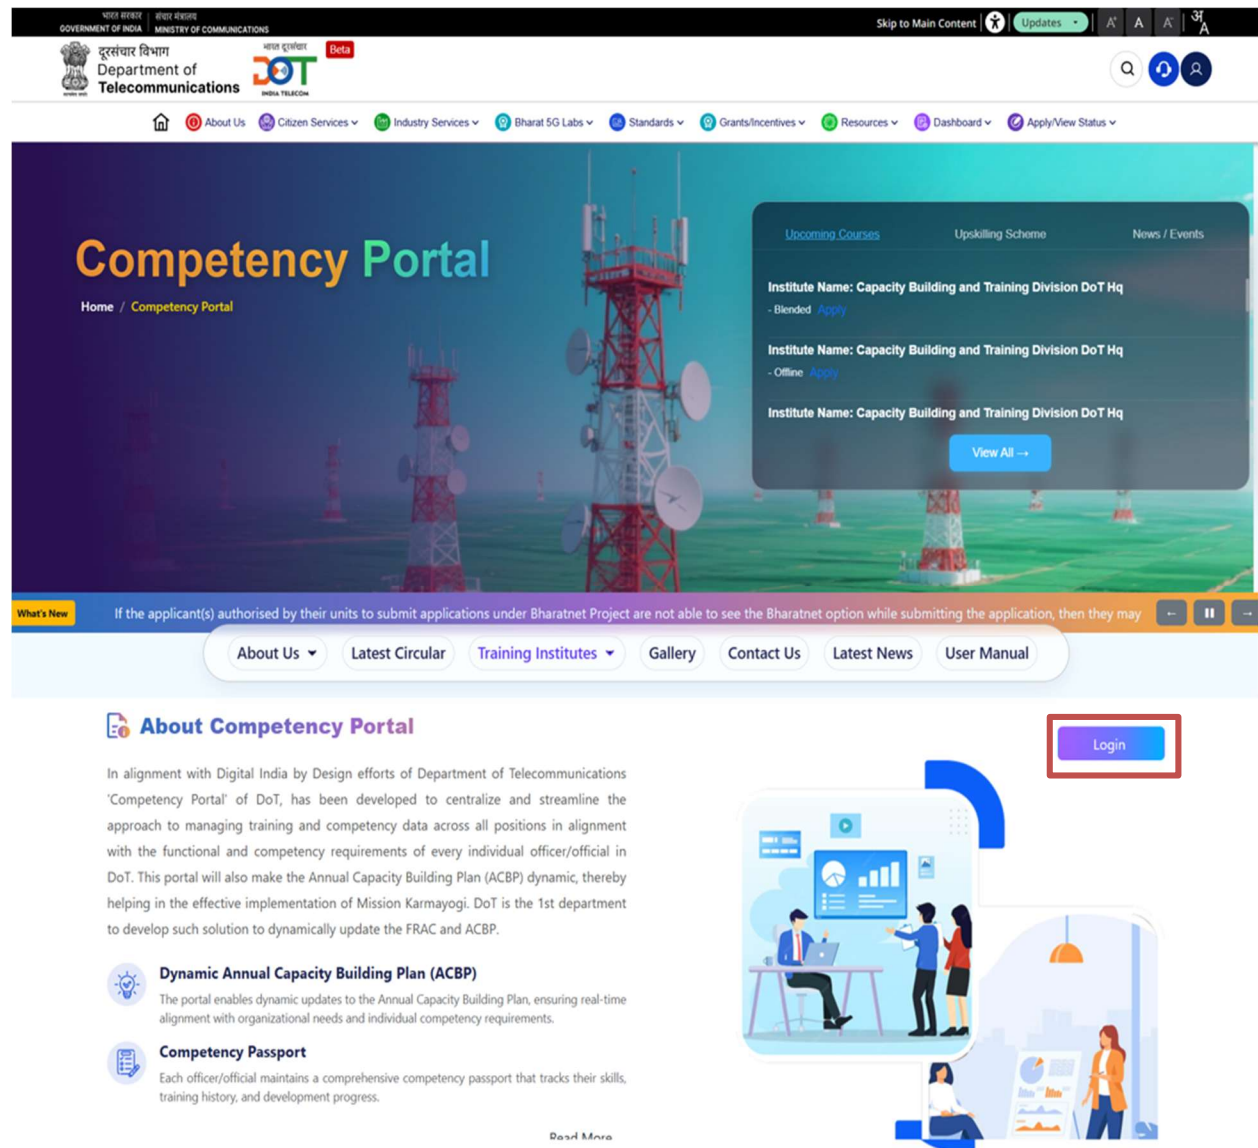 भारत सरकार संचार मंत्रालय
GOVERNMENT OF INDIA MINISTRY OF COMMUNICATIONS
Skip to Main Content Updates A+ A A- अ A
दूरसंचार विभाग
Department of
Telecommunications
भारत दूरसंचार
DOT
INDIA TELECOM
Beta
About Us Citizen Services Industry Services Bharat 5G Labs Standards Grants/Incentives Resources Dashboard Apply/View Status
Competency Portal
Home / Competency Portal
Upcoming Courses Upskilling Scheme News / Events
Institute Name: Capacity Building and Training Division DoT Hq
- Blended Apply
Institute Name: Capacity Building and Training Division DoT Hq
- Offline Apply
Institute Name: Capacity Building and Training Division DoT Hq
View All →
What's New If the applicant(s) authorised by their units to submit applications under Bharatnet Project are not able to see the Bharatnet option while submitting the application, then they may
About Us Latest Circular Training Institutes Gallery Contact Us Latest News User Manual
About Competency Portal
Login
In alignment with Digital India by Design efforts of Department of Telecommunications
'Competency Portal' of DoT, has been developed to centralize and streamline the
approach to managing training and competency data across all positions in alignment
with the functional and competency requirements of every individual officer/official in
DoT. This portal will also make the Annual Capacity Building Plan (ACBP) dynamic, thereby
helping in the effective implementation of Mission Karmayogi. DoT is the 1st department
to develop such solution to dynamically update the FRAC and ACBP.
Dynamic Annual Capacity Building Plan (ACBP)
The portal enables dynamic updates to the Annual Capacity Building Plan, ensuring real-time
alignment with organizational needs and individual competency requirements.
Competency Passport
Each officer/official maintains a comprehensive competency passport that tracks their skills,
training history, and development progress.
Read More